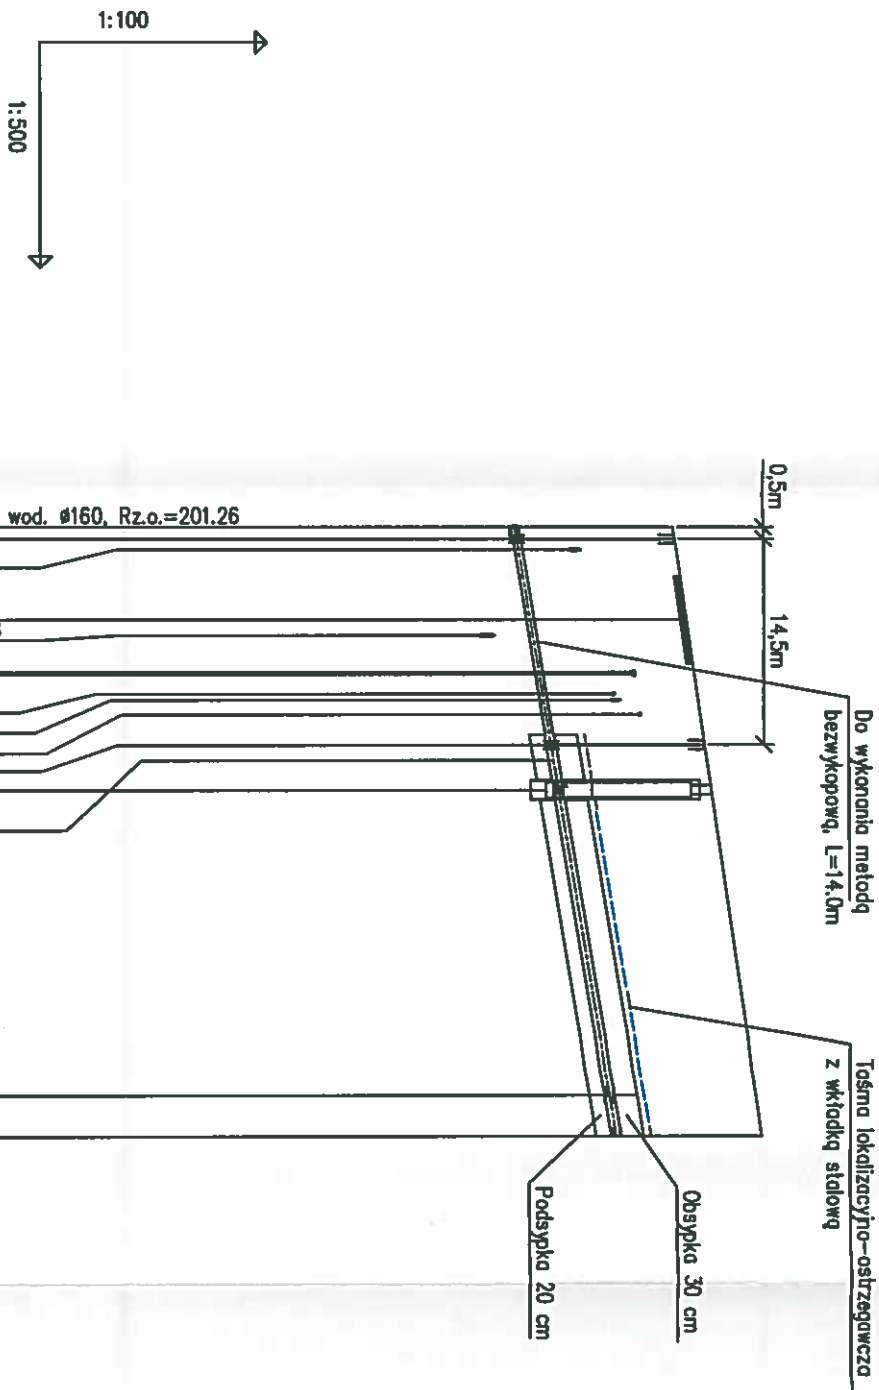 1:100
1:500
0,5m
14,5m
Do wykonania metodą
bezwykopową, L=14.0m
Taśma lokalizacyjno-ostrzegawcza
z wkładką stalową
wod. ø160, Rz.o.=201.26
Obsypka 30 cm
Podsypka 20 cm